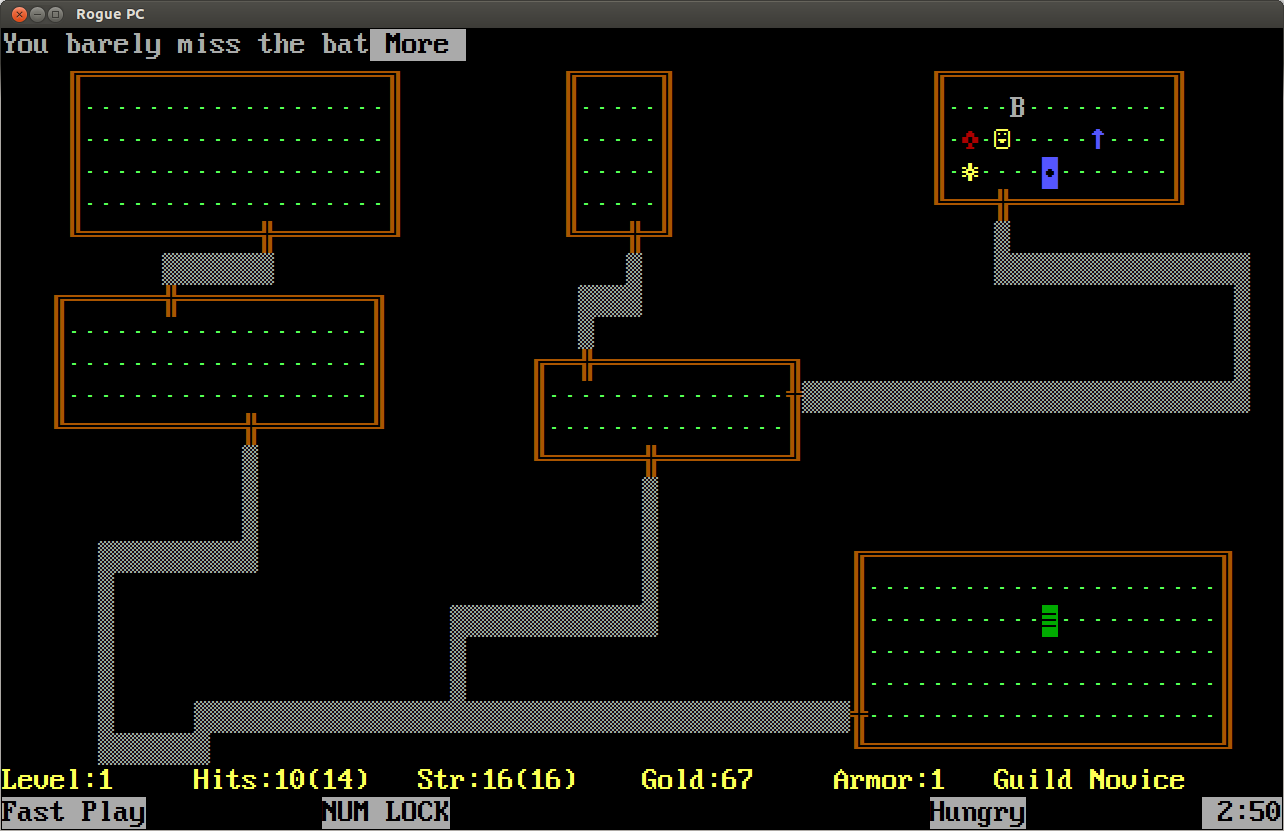 Rogue PC
You barely miss the bat More
B
Level:1 Hits:10(14) Str:16(16) Gold:67 Armor:1 Guild Novice
Fast Play NUM LOCK Hungry 2:50